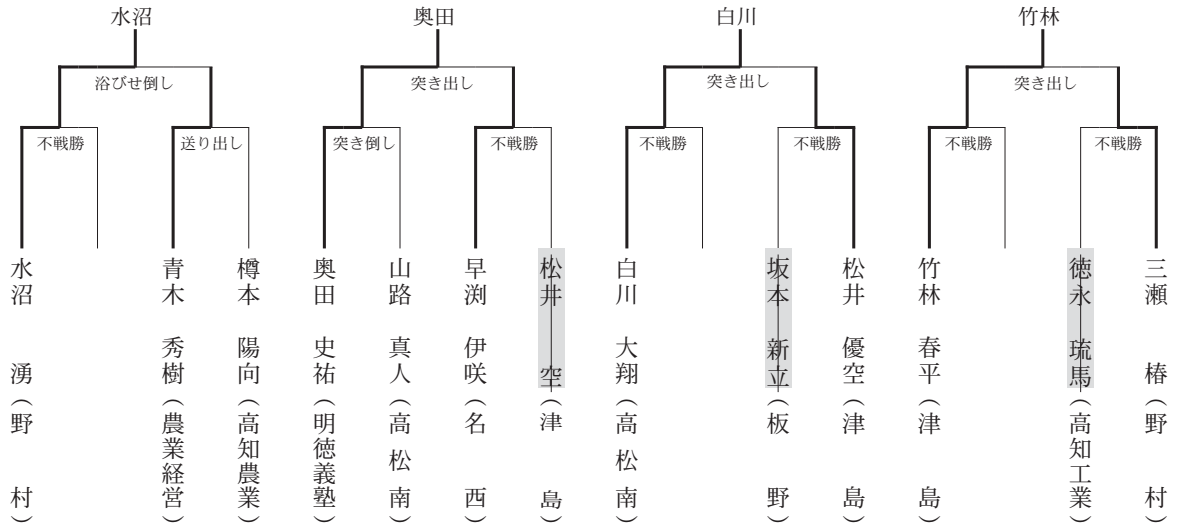 水沼
奥田
白川
竹林
浴びせ倒し
突き出し
突き出し
突き出し
不戦勝
送り出し
突き倒し
不戦勝
不戦勝
不戦勝
不戦勝
不戦勝
水沼 湧(野村)
青木 秀樹(農業経営)
樽本 陽向(高知農業)
奥田 史祐(明徳義塾)
山路 真人(高松南)
早渕 伊咲(名西)
松井 空(津島)
白川 大翔(高松南)
坂本 新立(板野)
松井 優空(津島)
竹林 春平(津島)
徳永 琉馬(高知工業)
三瀬 椿(野村)